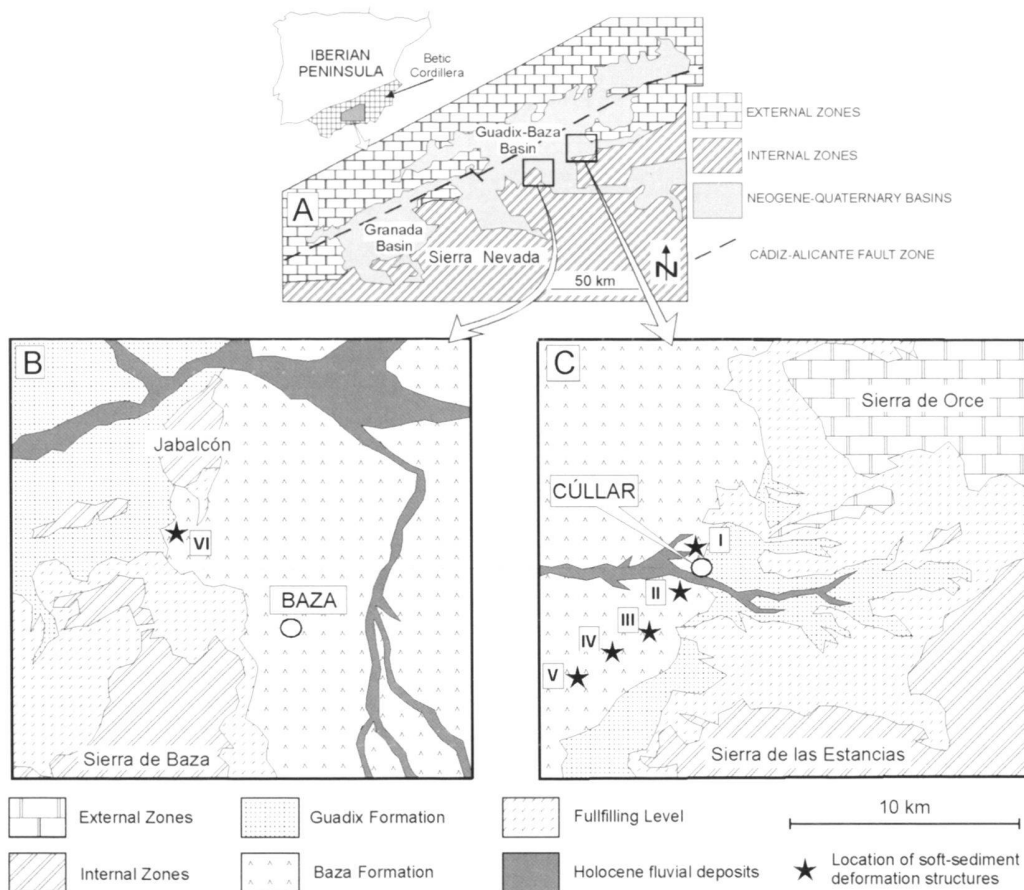 IBERIAN
PENINSULA
Betic
Cordillera
EXTERNAL ZONES
INTERNAL ZONES
NEOGENE-QUATERNARY BASINS
CÁDIZ-ALICANTE FAULT ZONE
A
Guadix-Baza
Basin
Granada
Basin
Sierra Nevada
50 km
N
B
Jabalcón
VI
BAZA
Sierra de Baza
C
Sierra de Orce
CÚLLAR
I
II
III
IV
V
Sierra de las Estancias
External Zones
Guadix Formation
Fullfilling Level
10 km
Internal Zones
Baza Formation
Holocene fluvial deposits
Location of soft-sediment
deformation structures